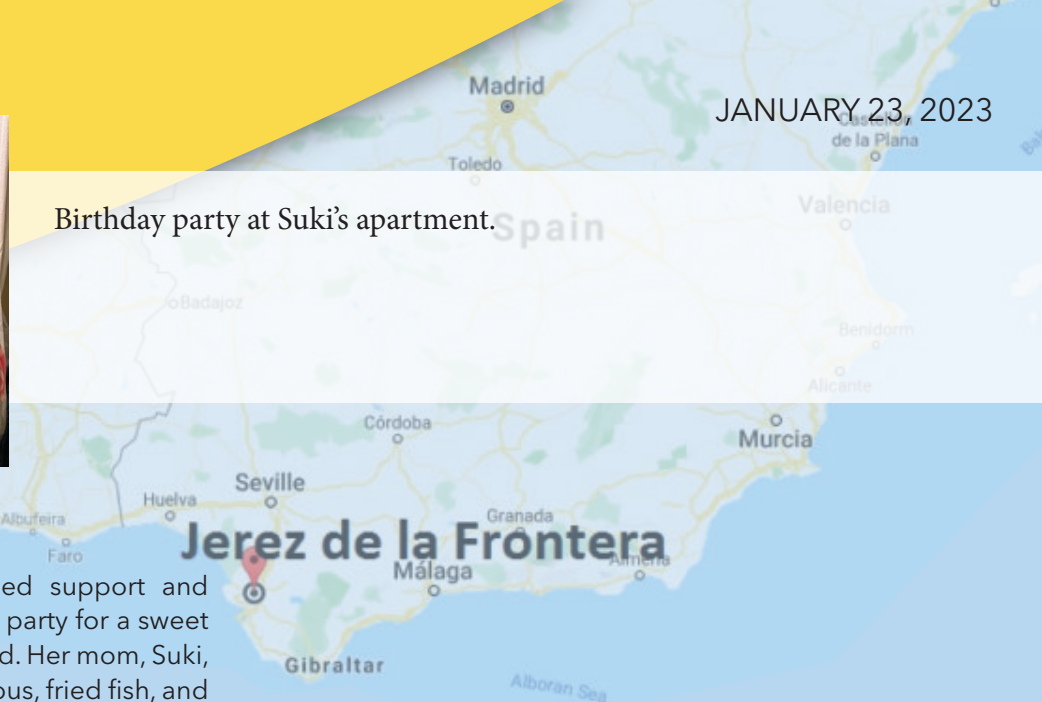 Madrid
JANUARY 23, 2023
de la Plana
Toledo
Valencia
Birthday party at Suki's apartment.
Spain
Badajoz
Benidorm
Alicante
Córdoba
Murcia
Seville
Huelva
Granada
Albufeira
Jerez de la Frontera
Faro
Almería
Málaga
ed support and
party for a sweet
d. Her mom, Suki,
ous, fried fish, and
Gibraltar
Alboran Sea